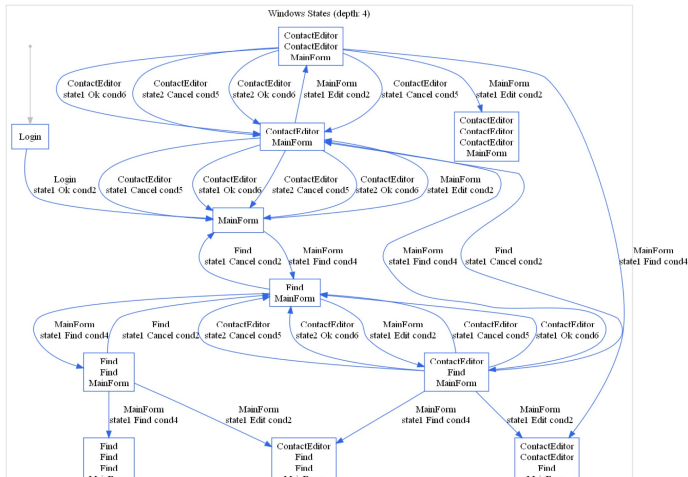 Windows States (depth: 4)
ContactEditor
ContactEditor
MainForm
ContactEditor
state1 Ok cond6
ContactEditor
state2 Cancel cond5
ContactEditor
state2 Ok cond6
MainForm
state1 Edit cond2
ContactEditor
state1 Cancel cond5
MainForm
state1 Edit cond2
Login
ContactEditor
MainForm
ContactEditor
ContactEditor
ContactEditor
MainForm
Login
state1 Ok cond2
ContactEditor
state1 Cancel cond5
ContactEditor
state1 Ok cond6
ContactEditor
state2 Cancel cond5
ContactEditor
state2 Ok cond6
MainForm
state1 Edit cond2
MainForm
Find
state1 Cancel cond2
MainForm
state1 Find cond4
MainForm
state1 Find cond4
Find
state1 Cancel cond2
MainForm
state1 Find cond4
Find
MainForm
MainForm
state1 Find cond4
Find
state1 Cancel cond2
ContactEditor
state2 Cancel cond5
ContactEditor
state2 Ok cond6
MainForm
state1 Edit cond2
ContactEditor
state1 Cancel cond5
ContactEditor
state1 Ok cond6
Find
Find
MainForm
ContactEditor
Find
MainForm
MainForm
state1 Find cond4
MainForm
state1 Edit cond2
MainForm
state1 Find cond4
MainForm
state1 Edit cond2
Find
Find
Find
ContactEditor
Find
Find
ContactEditor
ContactEditor
Find